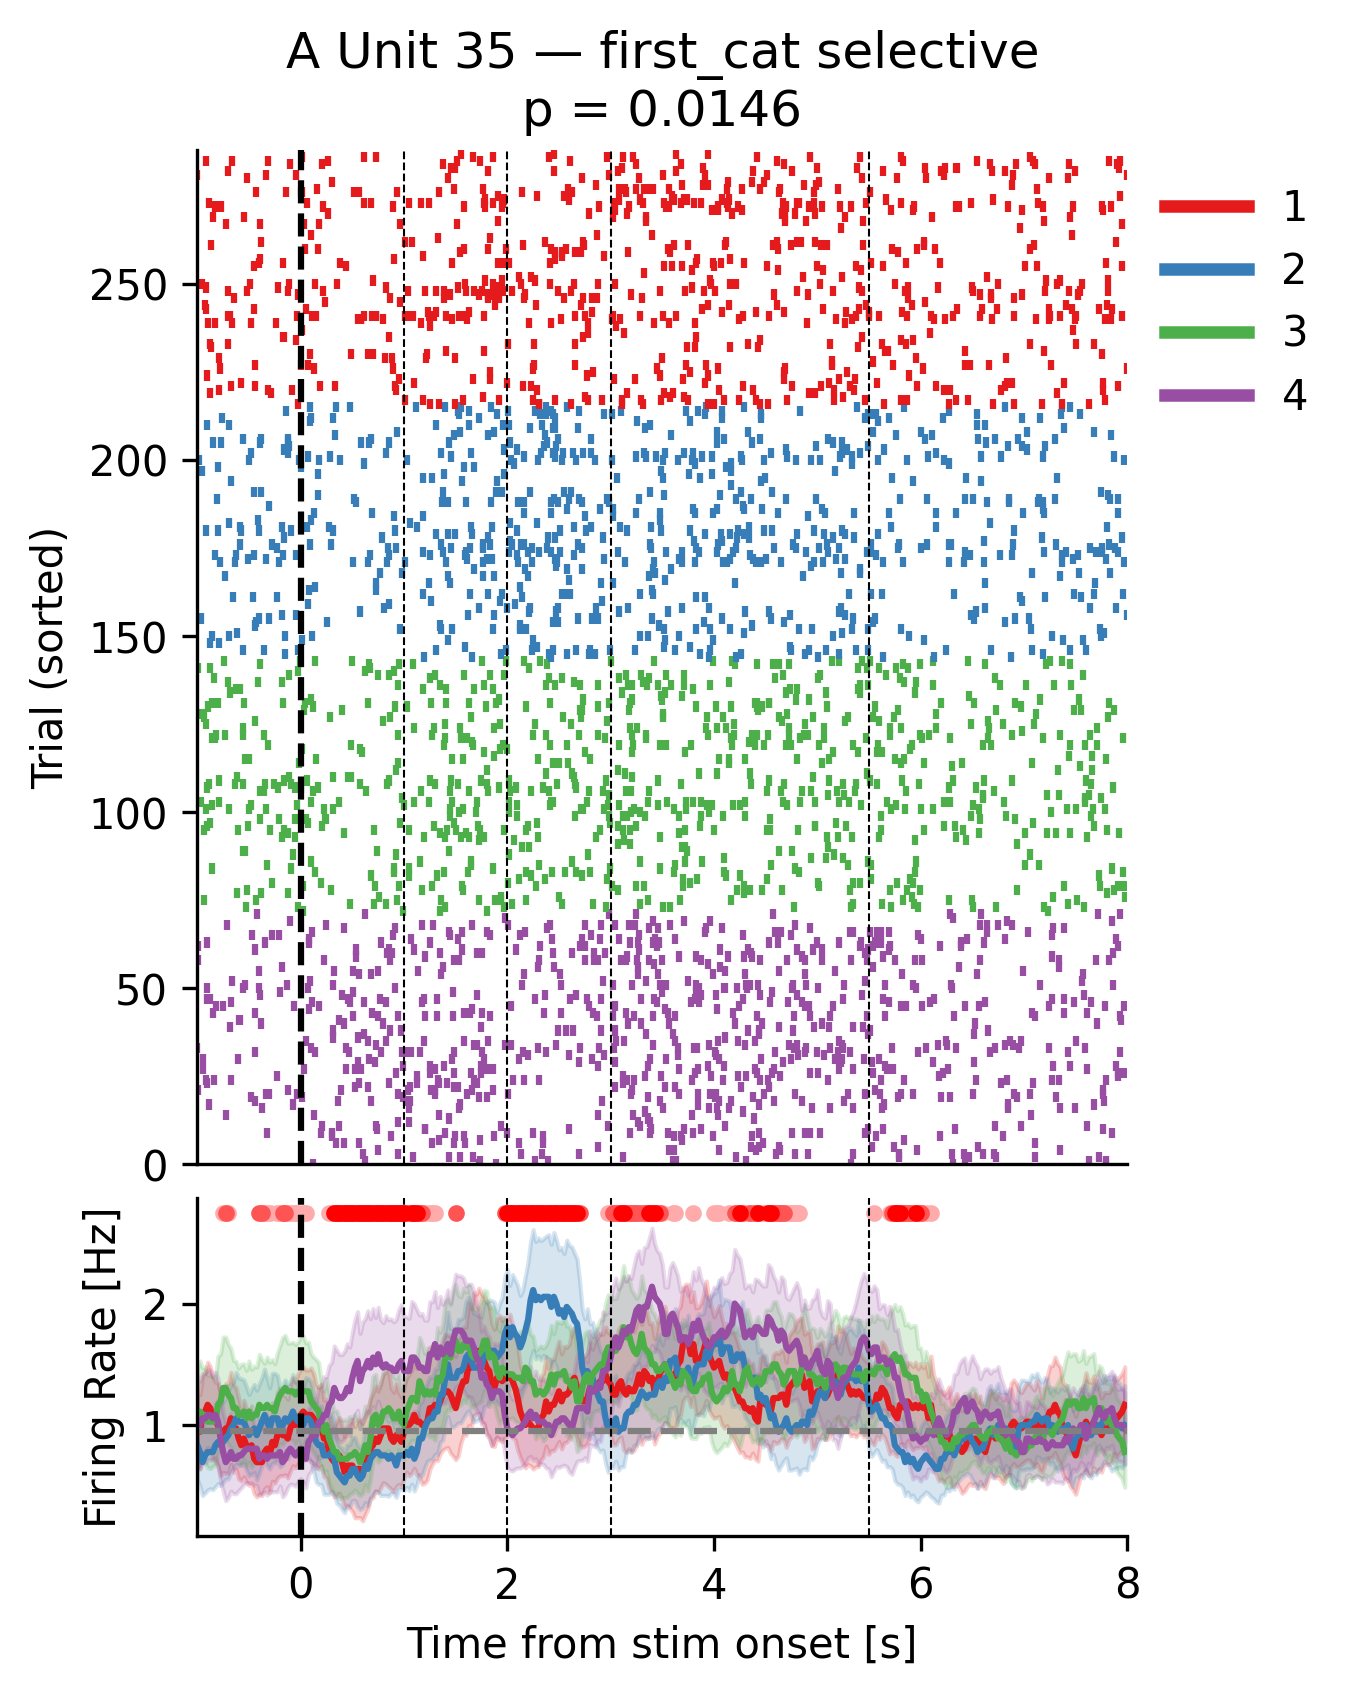 A Unit 35 — first_cat selective
p = 0.0146
1
2
3
4
250
200
150
100
50
0
Trial (sorted)
2
1
Firing Rate [Hz]
0 2 4 6 8
Time from stim onset [s]